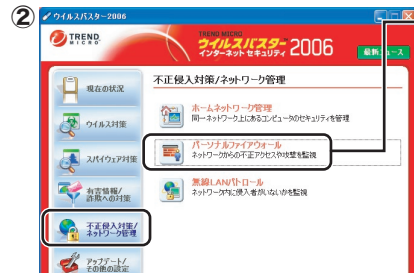 ②
ウイルスバスター2006
TREND MICRO
TREND MICRO
ウイルスバスター
インターネット セキュリティ 2006
最新ニュース
現在の状況
ウイルス対策
スパイウェア対策
有害情報/
詐欺への対策
不正侵入対策/
ネットワーク管理
アップデート/
その他の設定
不正侵入対策/ネットワーク管理
ホームネットワーク管理
同一ネットワーク上にあるコンピュータのセキュリティを管理
パーソナルファイアウォール
ネットワークからの不正アクセスや攻撃を監視
無線LANパトロール
ネットワーク内に侵入者がいないかを監視